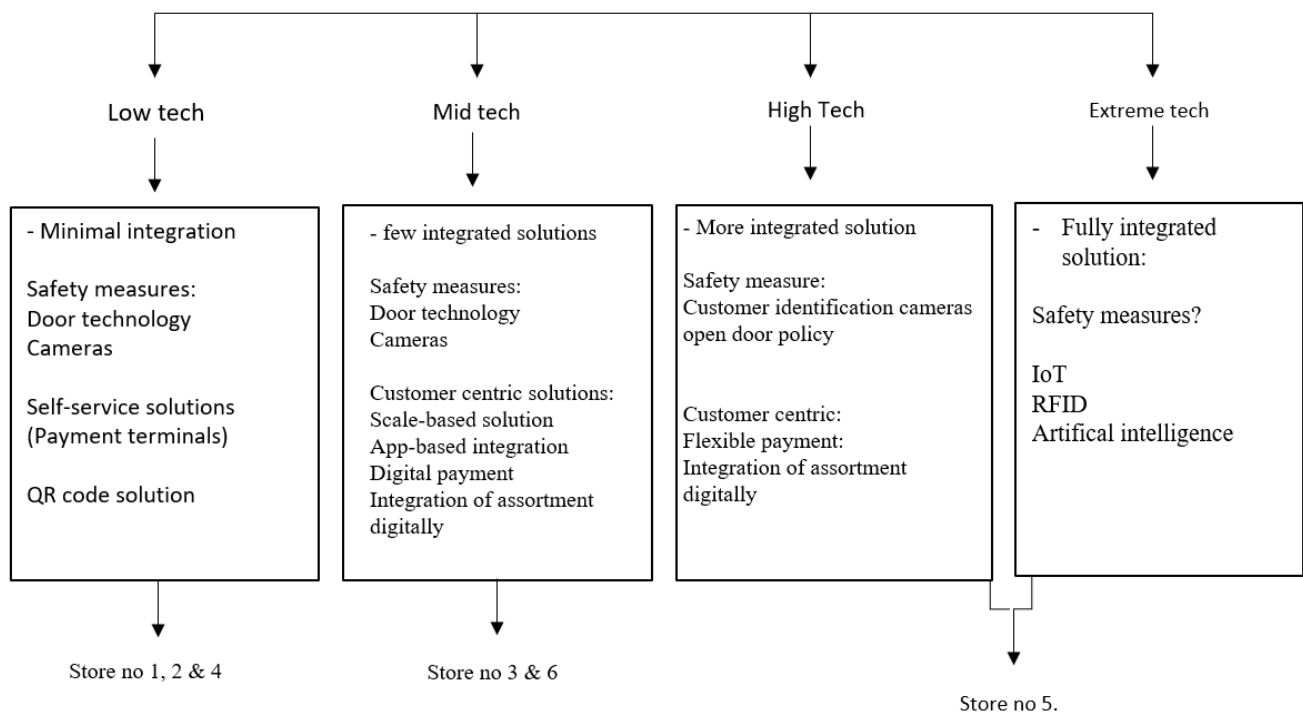 Low tech
Mid tech
High Tech
Extreme tech
- Minimal integration
Safety measures:
Door technology
Cameras
Self-service solutions
(Payment terminals)
QR code solution
- few integrated solutions
Safety measures:
Door technology
Cameras
Customer centric solutions:
Scale-based solution
App-based integration
Digital payment
Integration of assortment
digitally
- More integrated solution
Safety measure:
Customer identification cameras
open door policy
Customer centric:
Flexible payment:
Integration of assortment
digitally
- Fully integrated
solution:
Safety measures?
IoT
RFID
Artifical intelligence
Store no 1, 2 & 4
Store no 3 & 6
Store no 5.